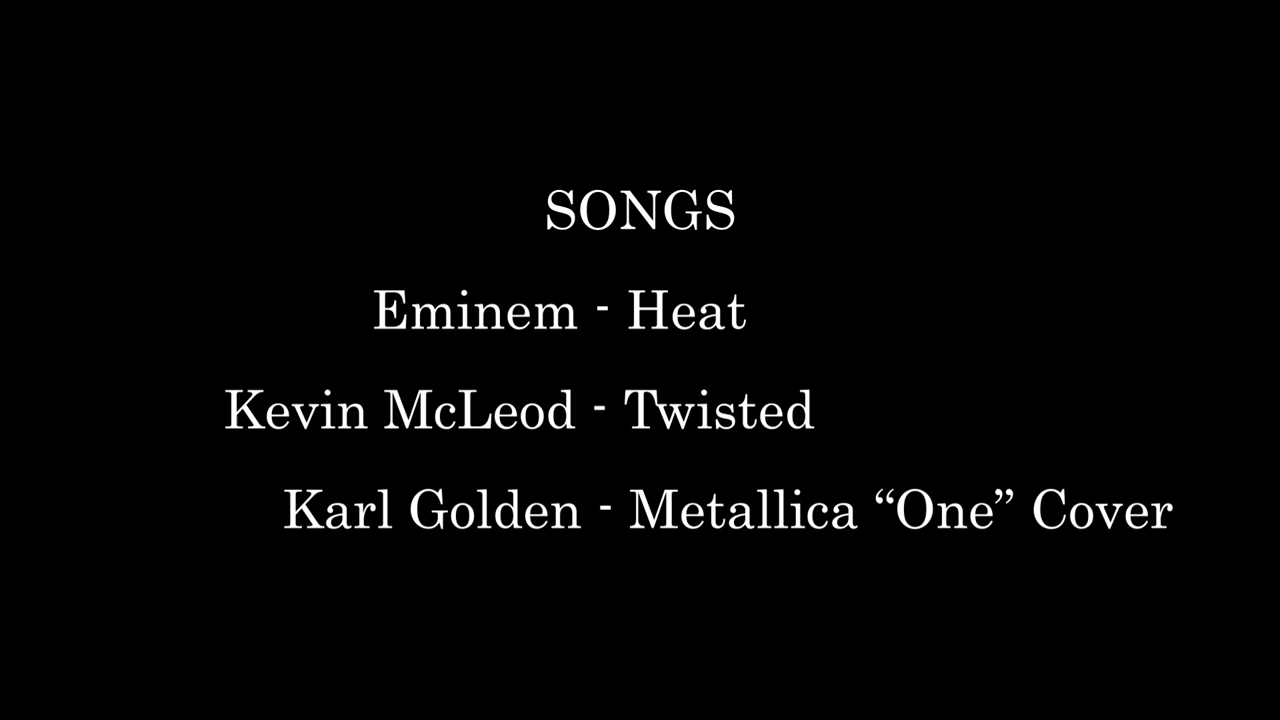 SONGS
Eminem - Heat
Kevin McLeod - Twisted
Karl Golden - Metallica “One” Cover